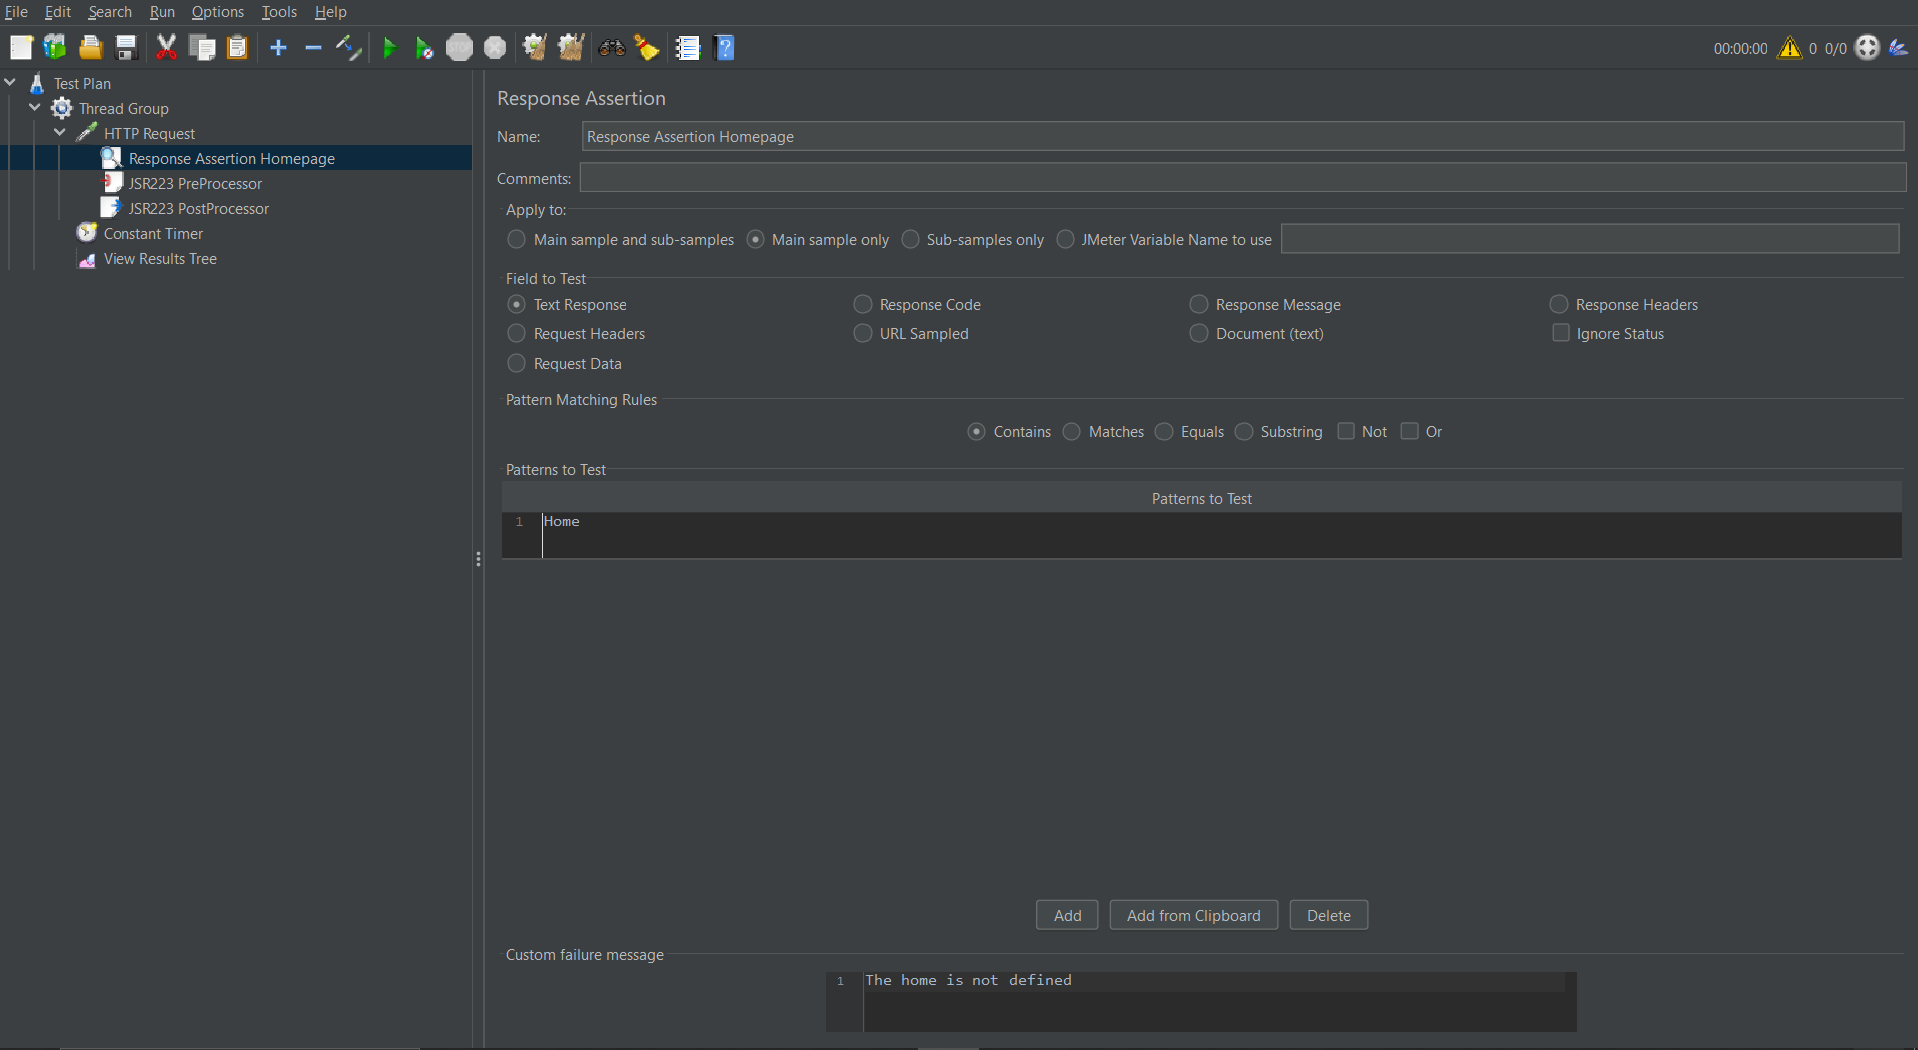 File Edit Search Run Options Tools Help
00:00:00 0 0/0
Test Plan
Thread Group
HTTP Request
Response Assertion Homepage
JSR223 PreProcessor
JSR223 PostProcessor
Constant Timer
View Results Tree
Response Assertion
Name: Response Assertion Homepage
Comments:
Apply to:
Main sample and sub-samples Main sample only Sub-samples only JMeter Variable Name to use
Field to Test
Text Response Response Code Response Message Response Headers
Request Headers URL Sampled Document (text) Ignore Status
Request Data
Pattern Matching Rules
Contains Matches Equals Substring Not Or
Patterns to Test
Patterns to Test
1 Home
Add Add from Clipboard Delete
Custom failure message
1 The home is not defined